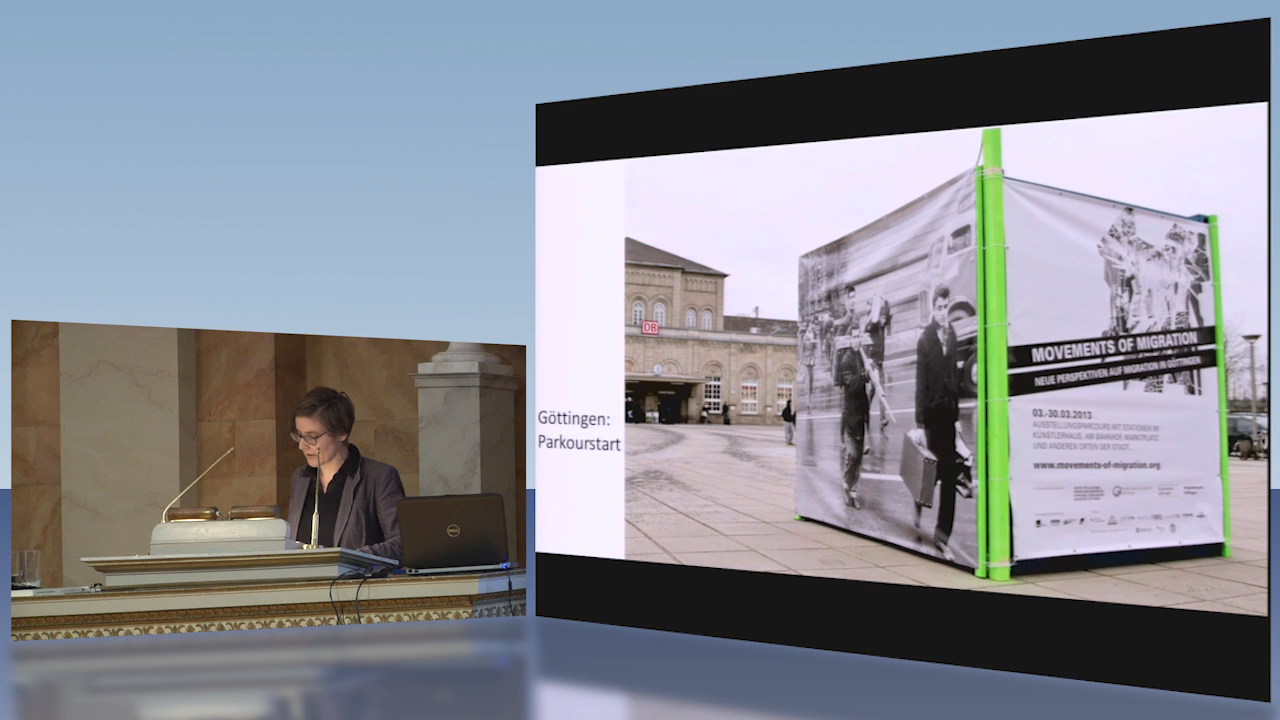 Göttingen:
Parkourstart
DB
MOVEMENTS OF MIGRATION
NEUE PERSPEKTIVEN AUF MIGRATION IN GÖTTINGEN
03.-30.03.2013
AUSSTELLUNGSPARCOURS MIT STATIONEN IM
KÜNSTLERHAUS, AM BAHNHOF, MARKTPLATZ
UND ANDEREN ORTEN DER STADT...
www.movements-of-migration.org
DELL